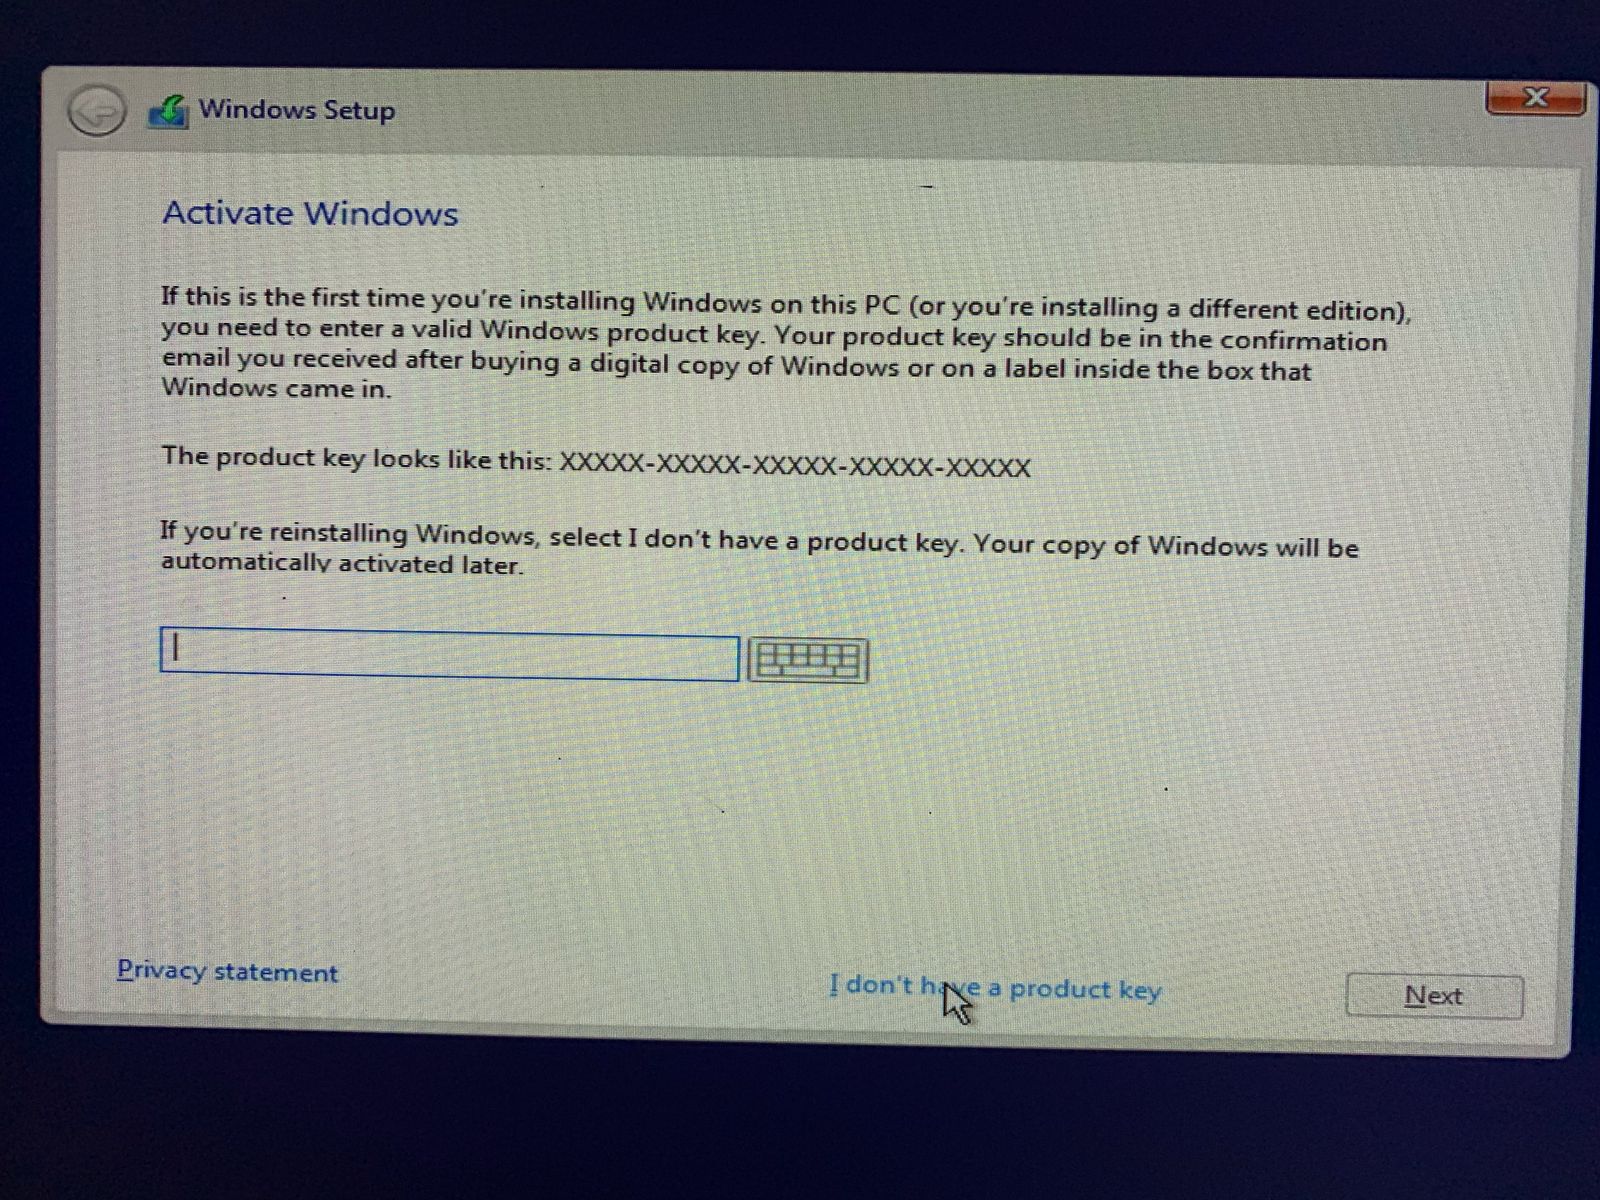 Windows Setup
Activate Windows
If this is the first time you're installing Windows on this PC (or you're installing a different edition),
you need to enter a valid Windows product key. Your product key should be in the confirmation
email you received after buying a digital copy of Windows or on a label inside the box that
Windows came in.
The product key looks like this: XXXXX-XXXXX-XXXXX-XXXXX-XXXXX
If you're reinstalling Windows, select I don't have a product key. Your copy of Windows will be
automatically activated later.
Privacy statement
I don't have a product key
Next